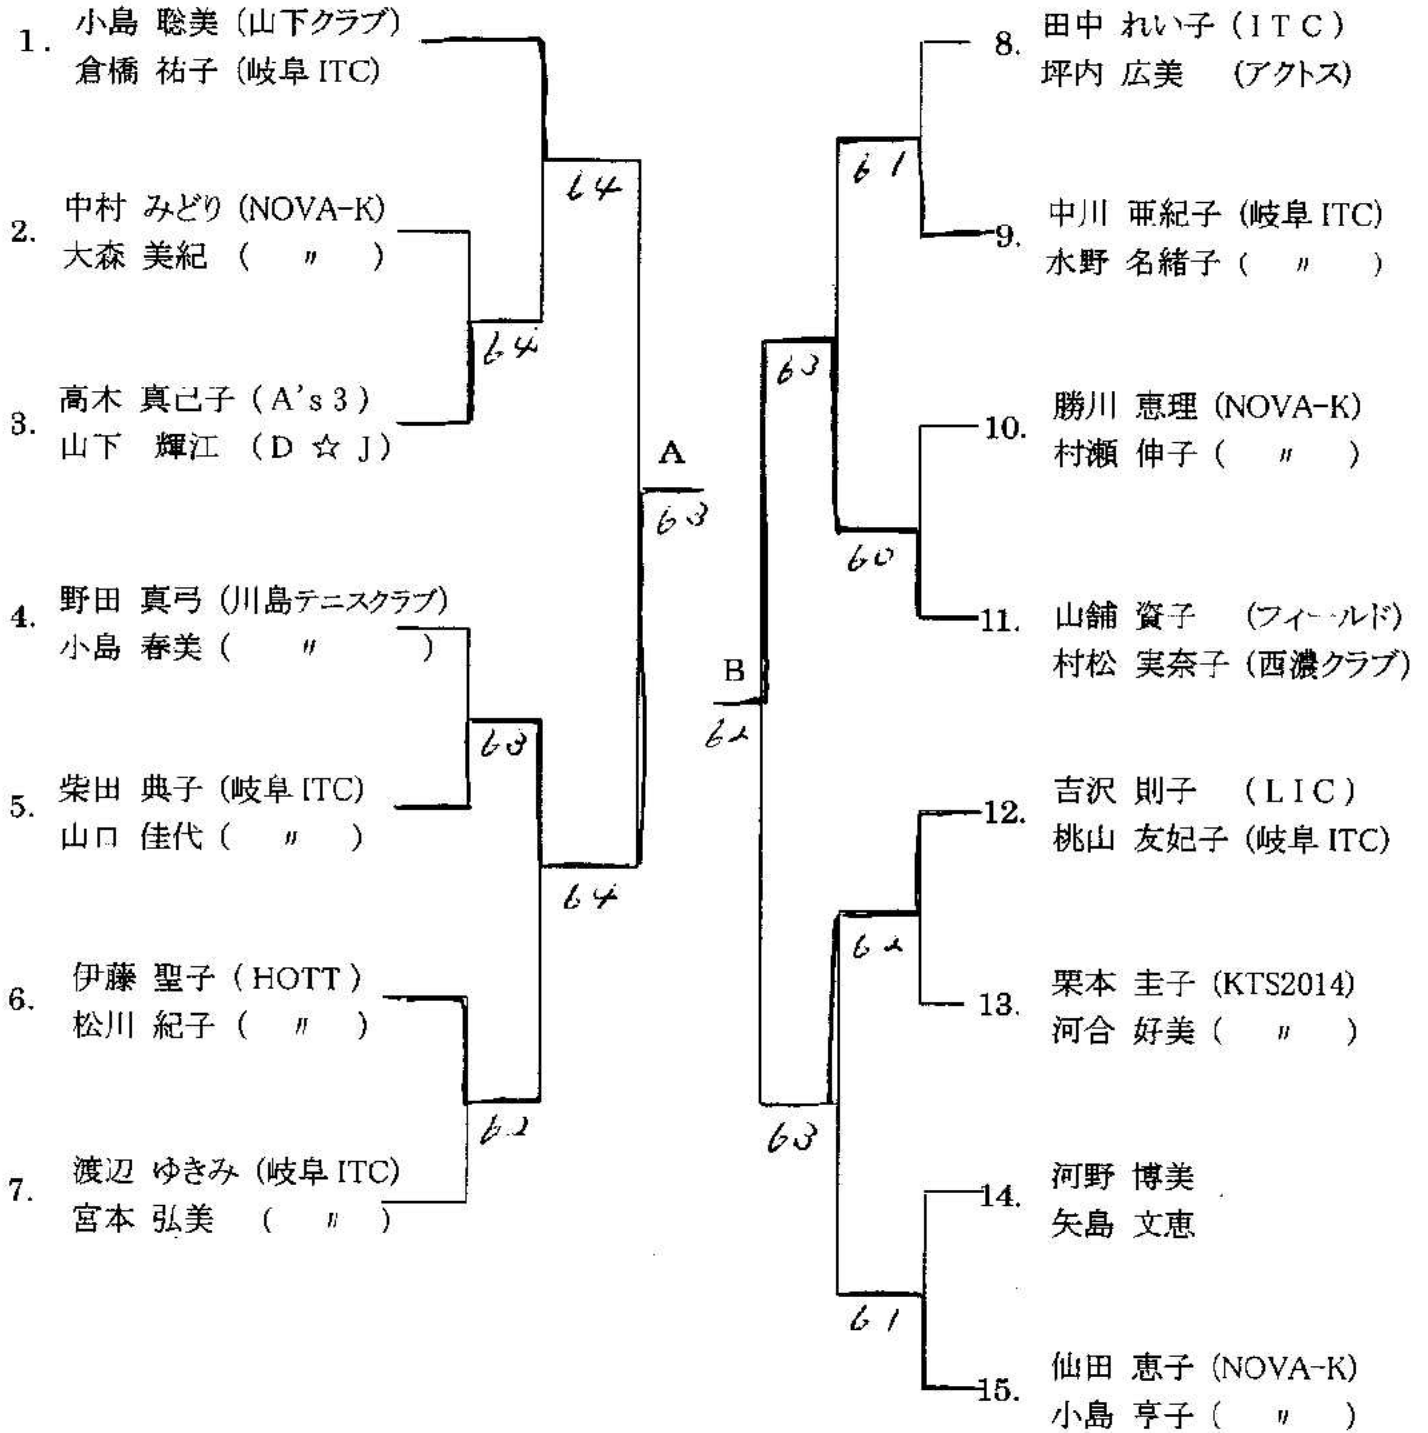 1. 小島 聡美 (山下クラブ)
倉橋 祐子 (岐阜 ITC)
64
2. 中村 みどり (NOVA-K)
大森 美紀 ( 〃 )
64
3. 高木 真己子 (A's 3)
山下 輝江 (D ☆ J)
A
63
4. 野田 真弓 (川島テニスクラブ)
小島 春美 ( 〃 )
63
5. 柴田 典子 (岐阜 ITC)
山口 佳代 ( 〃 )
64
6. 伊藤 聖子 (HOTT)
松川 紀子 ( 〃 )
62
7. 渡辺 ゆきみ (岐阜 ITC)
宮本 弘美 ( 〃 )
8. 田中 れい子 (ITC)
坪内 広美 (アクトス)
61
9. 中川 亜紀子 (岐阜 ITC)
水野 名緒子 ( 〃 )
63
10. 勝川 恵理 (NOVA-K)
村瀬 伸子 ( 〃 )
60
11. 山舗 資子 (フィールド)
村松 実奈子 (西濃クラブ)
B
62
12. 吉沢 則子 (LIC)
桃山 友妃子 (岐阜 ITC)
62
13. 栗本 圭子 (KTS2014)
河合 好美 ( 〃 )
63
14. 河野 博美
矢島 文恵
61
15. 仙田 恵子 (NOVA-K)
小島 亨子 ( 〃 )